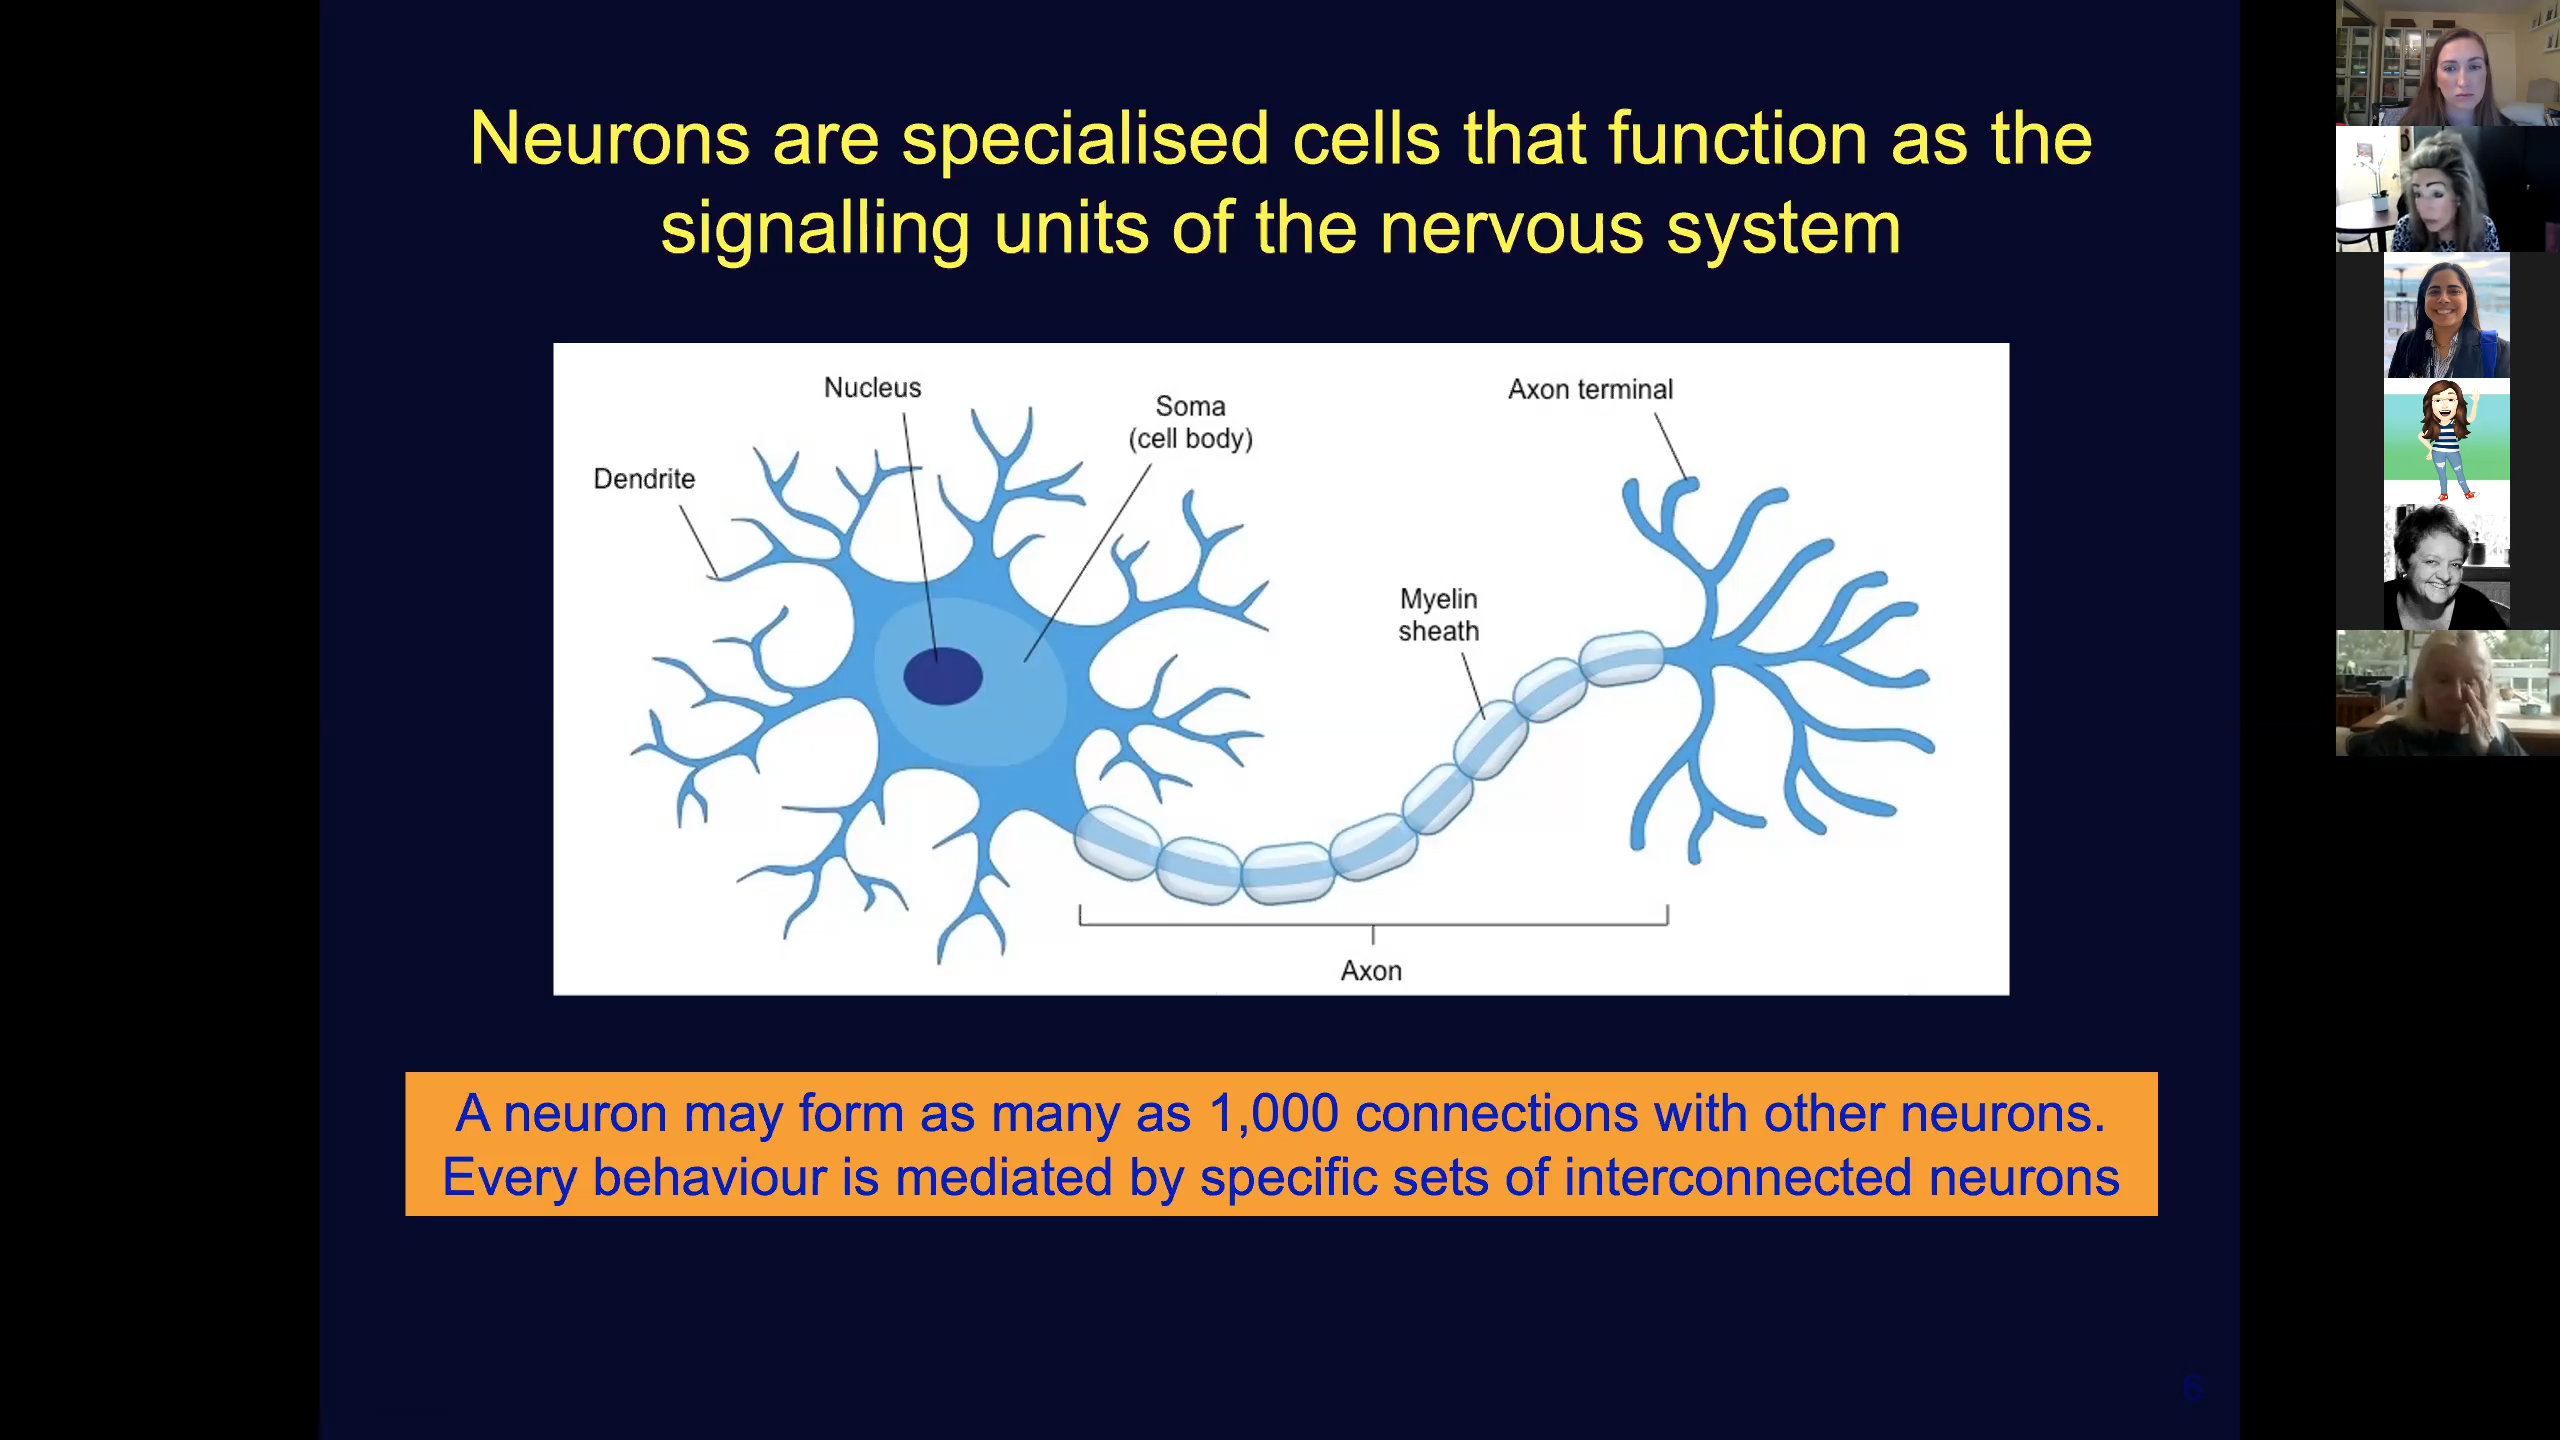 Neurons are specialised cells that function as the
signalling units of the nervous system
Nucleus
Soma
(cell body)
Axon terminal
Dendrite
Myelin
sheath
Axon
A neuron may form as many as 1,000 connections with other neurons.
Every behaviour is mediated by specific sets of interconnected neurons
6